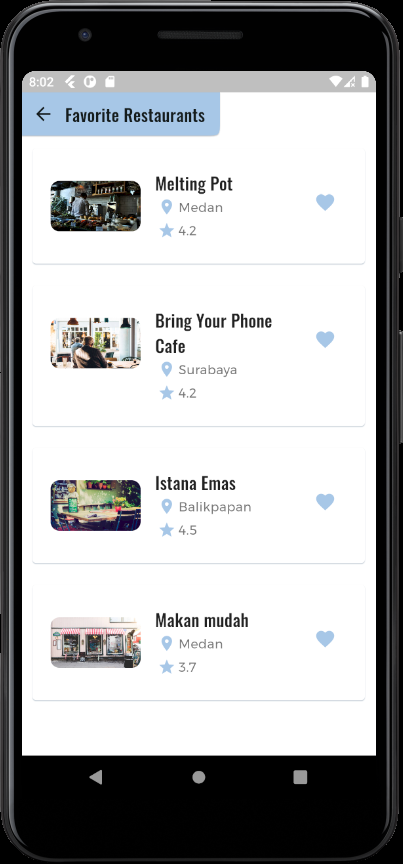 8:02
Favorite Restaurants
Melting Pot
Medan
4.2
Bring Your Phone
Cafe
Surabaya
4.2
Istana Emas
Balikpapan
4.5
Makan mudah
Medan
3.7